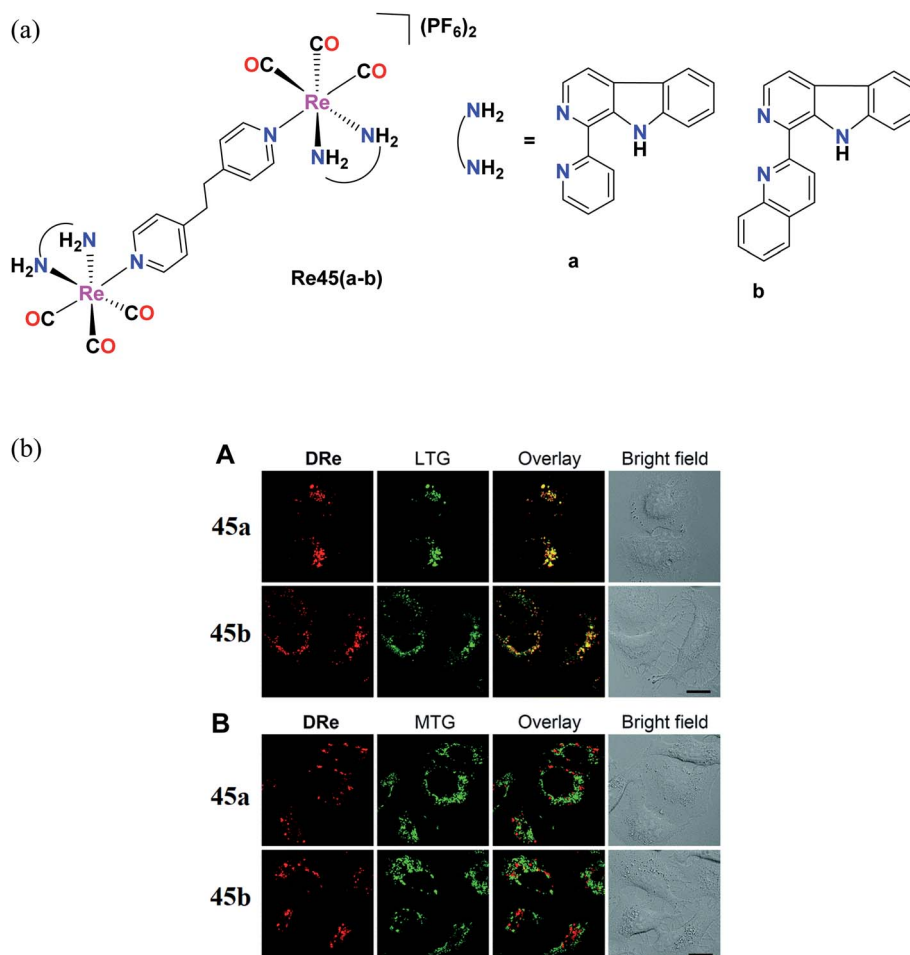 (a)
(PF6)2
CO
OC
CO
Re
N
NH2
NH2
H2N
H2N
N
Re
OC
CO
CO
Re45(a-b)
NH2
NH2
=
N
N
H
N
a
N
N
H
N
b
(b)
A
DRe LTG Overlay Bright field
45a
45b
B
DRe MTG Overlay Bright field
45a
45b